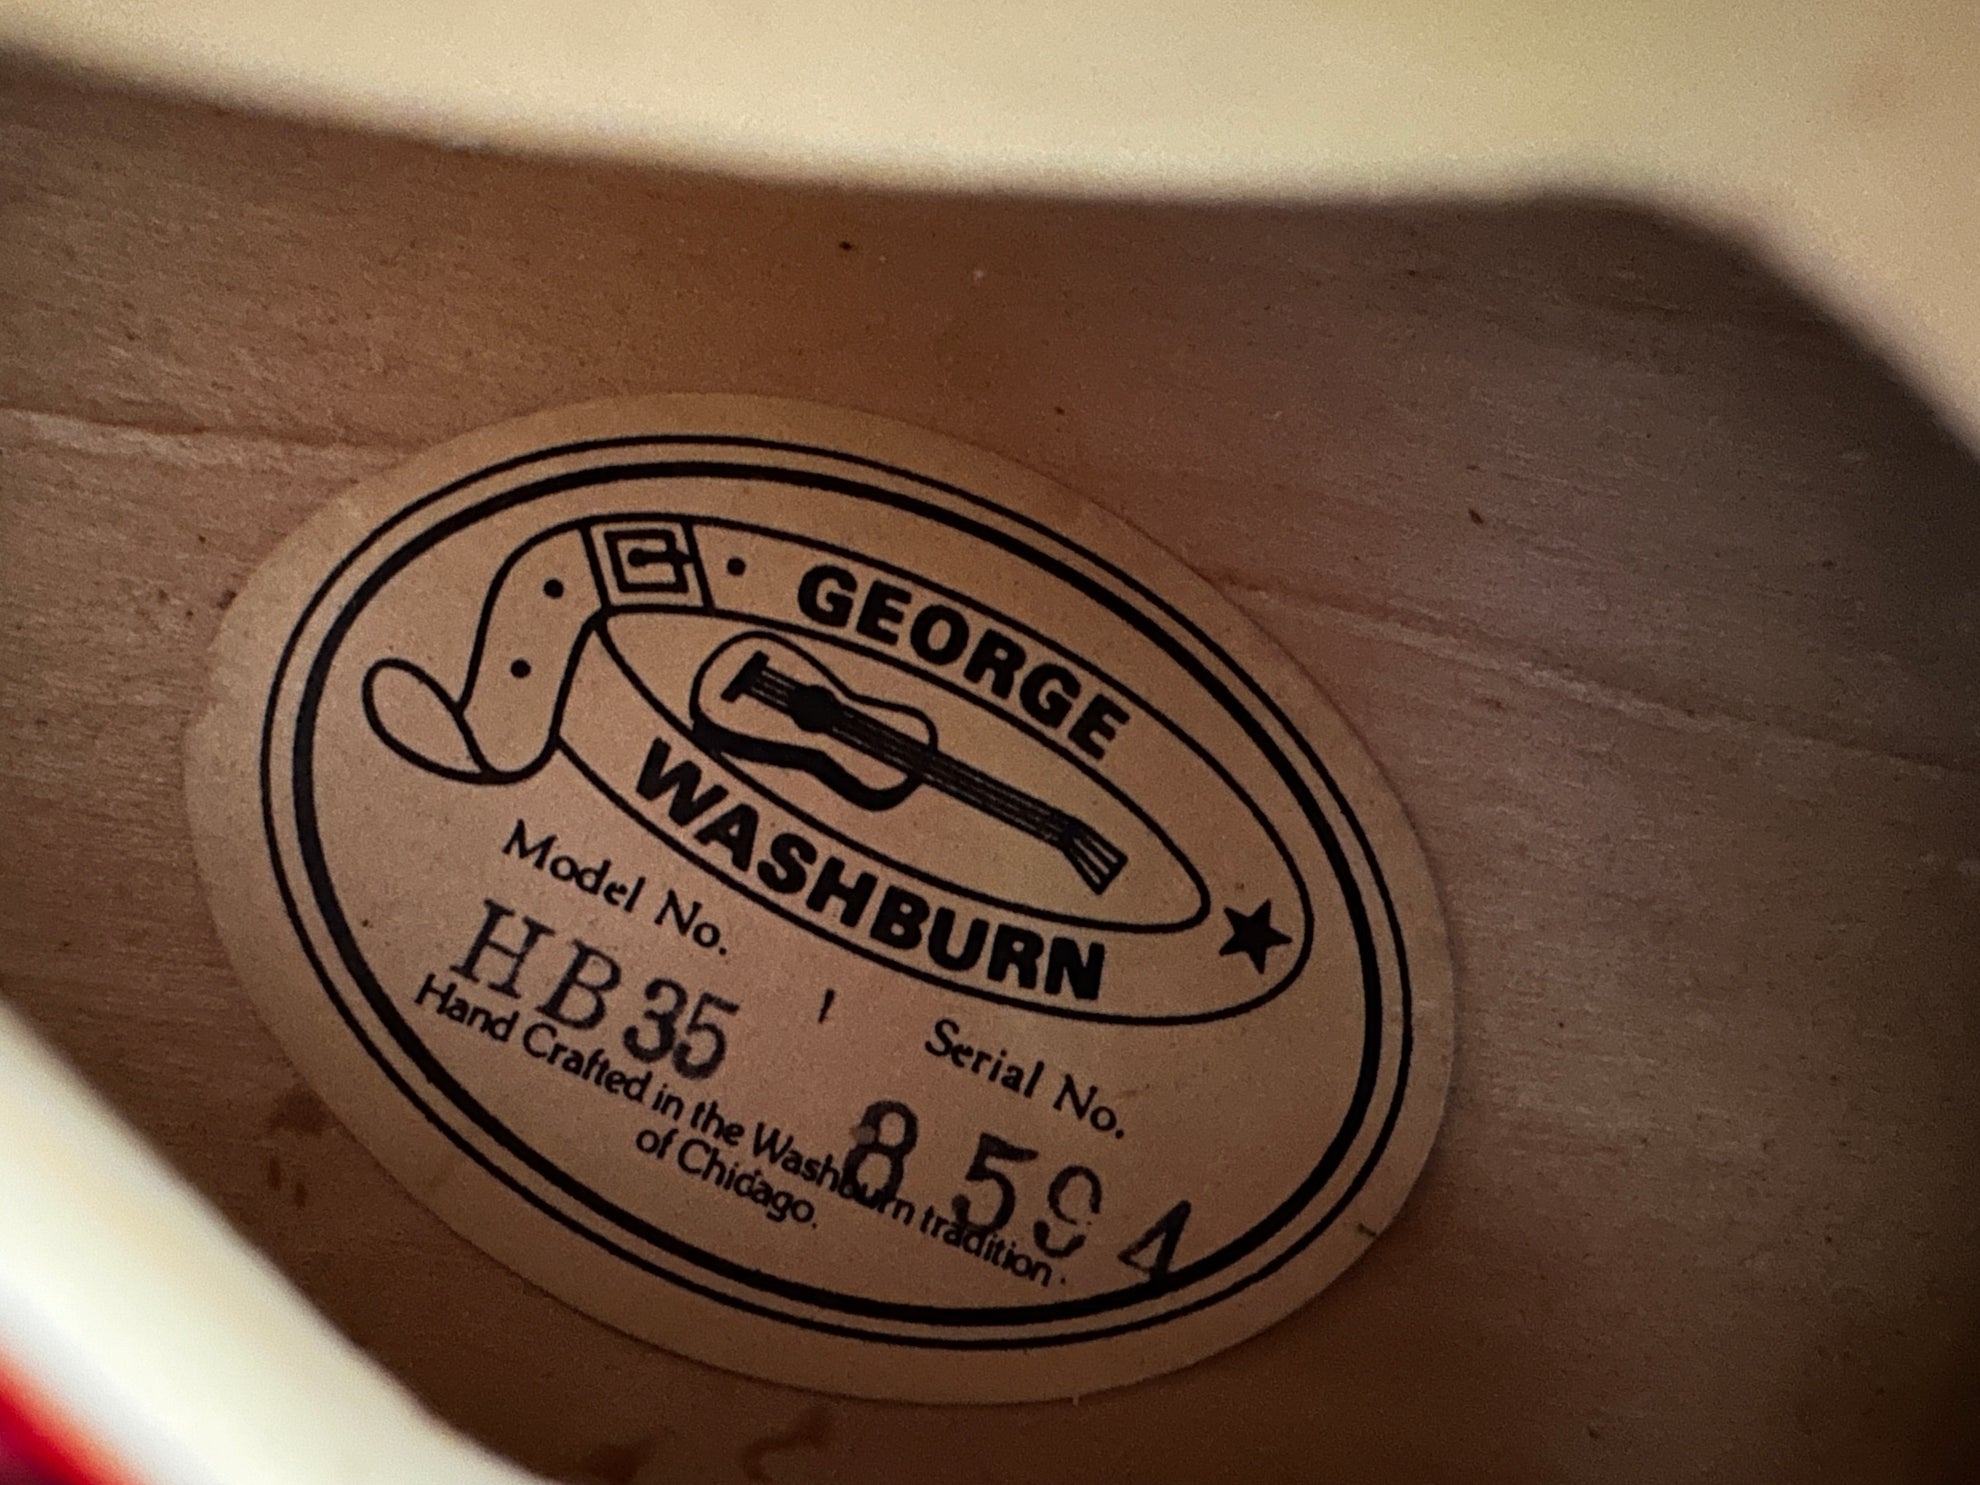 GEORGE
WASHBURN
Model No.
HB35
Serial No.
8594
Hand Crafted in the Washburn tradition
of Chicago.